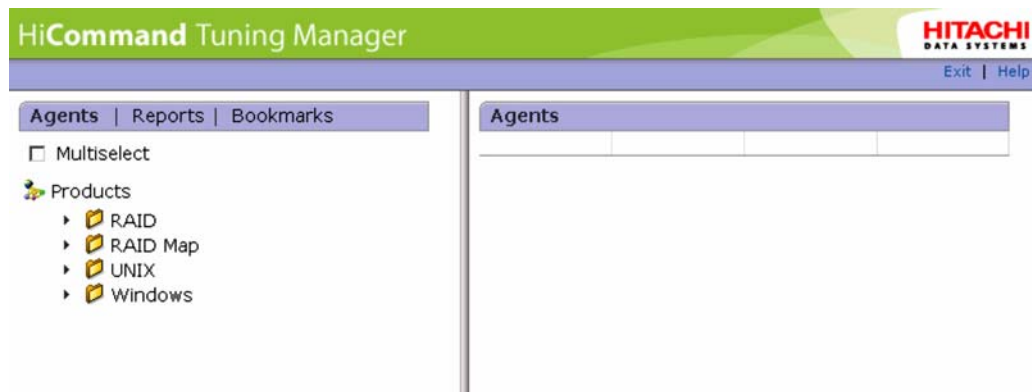 HiCommand Tuning Manager
HITACHI
DATA SYSTEMS
Exit | Help
Agents | Reports | Bookmarks
Multiselect
Products
RAID
RAID Map
UNIX
Windows
Agents